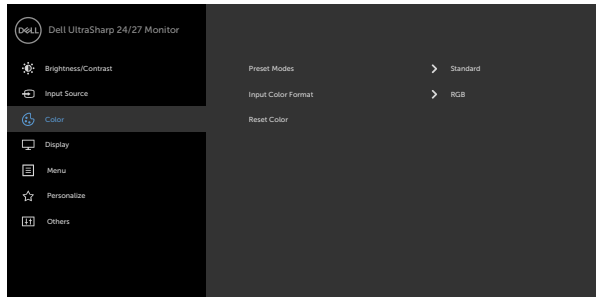 DELL Dell UltraSharp 24/27 Monitor
Brightness/Contrast
Input Source
Color
Display
Menu
Personalize
Others
Preset Modes Standard
Input Color Format RGB
Reset Color